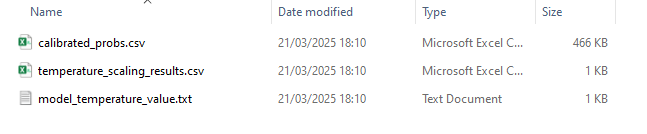 Name Date modified Type Size
calibrated_probs.csv 21/03/2025 18:10 Microsoft Excel C... 466 KB
temperature_scaling_results.csv 21/03/2025 18:10 Microsoft Excel C... 1 KB
model_temperature_value.txt 21/03/2025 18:10 Text Document 1 KB